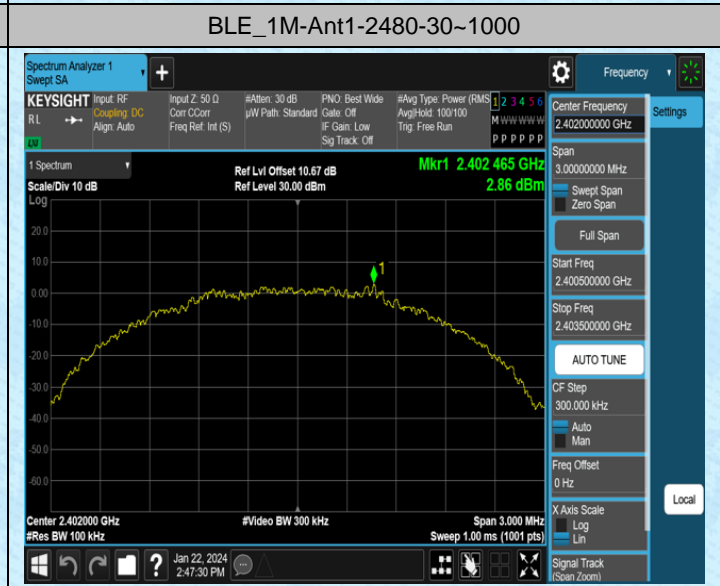 BLE_1M-Ant1-2480-30~1000
Spectrum Analyzer 1
Swept SA
+
Frequency
KEYSIGHT
RL
LXI
Input: RF
Coupling: DC
Align: Auto
Input Z: 50 Ω
Corr CCorr
Freq Ref: Int (S)
#Atten: 30 dB
µW Path: Standard
PNO: Best Wide
Gate: Off
IF Gain: Low
Sig Track: Off
#Avg Type: Power (RMS
Avg|Hold: 100/100
Trig: Free Run
1 2 3 4 5 6
M W W W W W
P P P P P P
1 Spectrum
Scale/Div 10 dB
Log
Ref Lvl Offset 10.67 dB
Ref Level 30.00 dBm
Mkr1 2.402 465 GHz
2.86 dBm
20.0
10.0
0.00
-10.0
-20.0
-30.0
-40.0
-50.0
-60.0
1
Center 2.402000 GHz
#Res BW 100 kHz
#Video BW 300 kHz
Span 3.000 MHz
Sweep 1.00 ms (1001 pts)
Jan 22, 2024
2:47:30 PM
?
Center Frequency
2.402000000 GHz
Settings
Span
3.00000000 MHz
Swept Span
Zero Span
Full Span
Start Freq
2.400500000 GHz
Stop Freq
2.403500000 GHz
AUTO TUNE
CF Step
300.000 kHz
Auto
Man
Freq Offset
0 Hz
X Axis Scale
Log
Lin
Local
Signal Track
(Span Zoom)